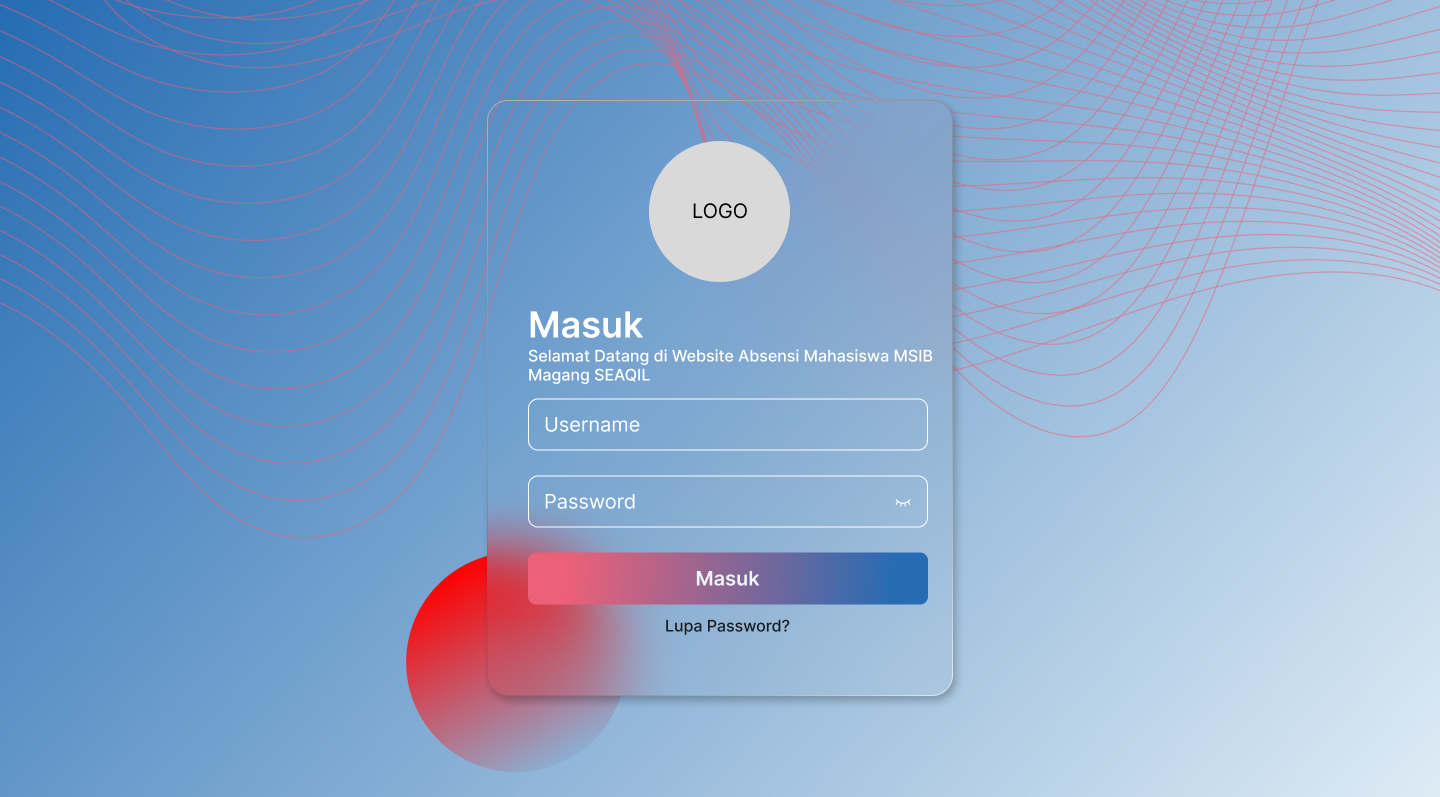 LOGO
Masuk
Selamat Datang di Website Absensi Mahasiswa MSIB
Magang SEAQIL
Username
Password
Masuk
Lupa Password?